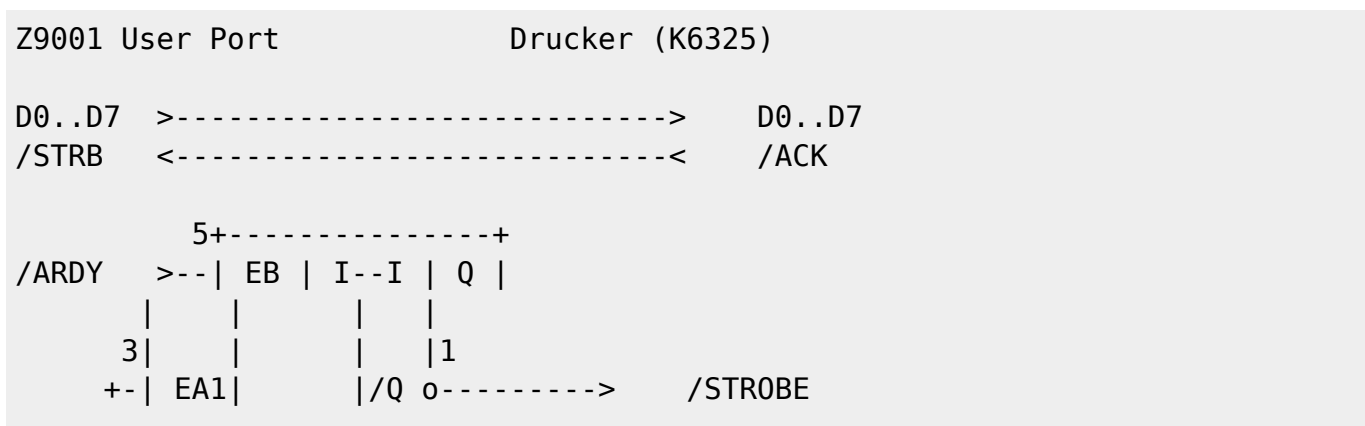 Z9001 User Port                Drucker (K6325)
D0..D7  >---------------------------->    D0..D7
/STRB   <----------------------------<    /ACK
          5+---------------+
/ARDY   >--| EB | I--I | Q |
       |    |      |   |
      3|    |      |   |1
     +-| EA1|      |/Q o--------->    /STROBE